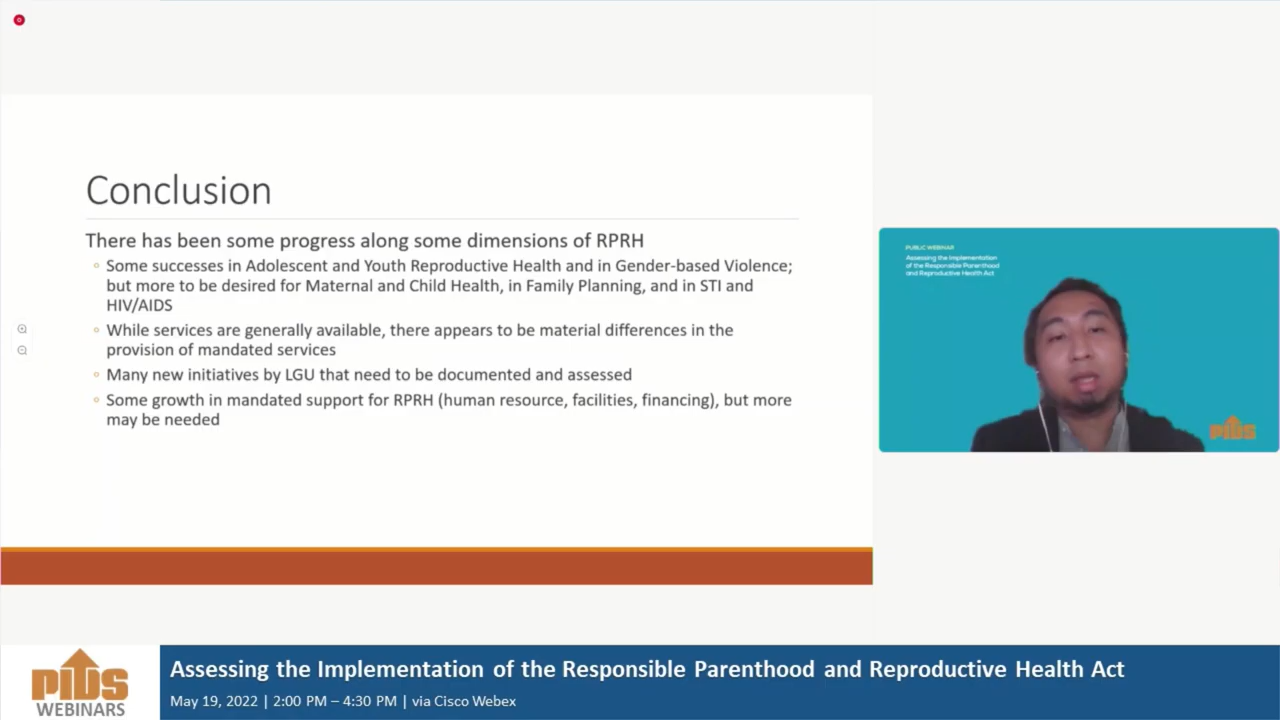 Conclusion
There has been some progress along some dimensions of RPRH
Some successes in Adolescent and Youth Reproductive Health and in Gender-based Violence;
but more to be desired for Maternal and Child Health, in Family Planning, and in STI and
HIV/AIDS
While services are generally available, there appears to be material differences in the
provision of mandated services
Many new initiatives by LGU that need to be documented and assessed
Some growth in mandated support for RPRH (human resource, facilities, financing), but more
may be needed
PUBLIC WEBINAR
Assessing the Implementation
of the Responsible Parenthood
and Reproductive Health Act
PIDS
PIDS
WEBINARS
Assessing the Implementation of the Responsible Parenthood and Reproductive Health Act
May 19, 2022 | 2:00 PM – 4:30 PM | via Cisco Webex